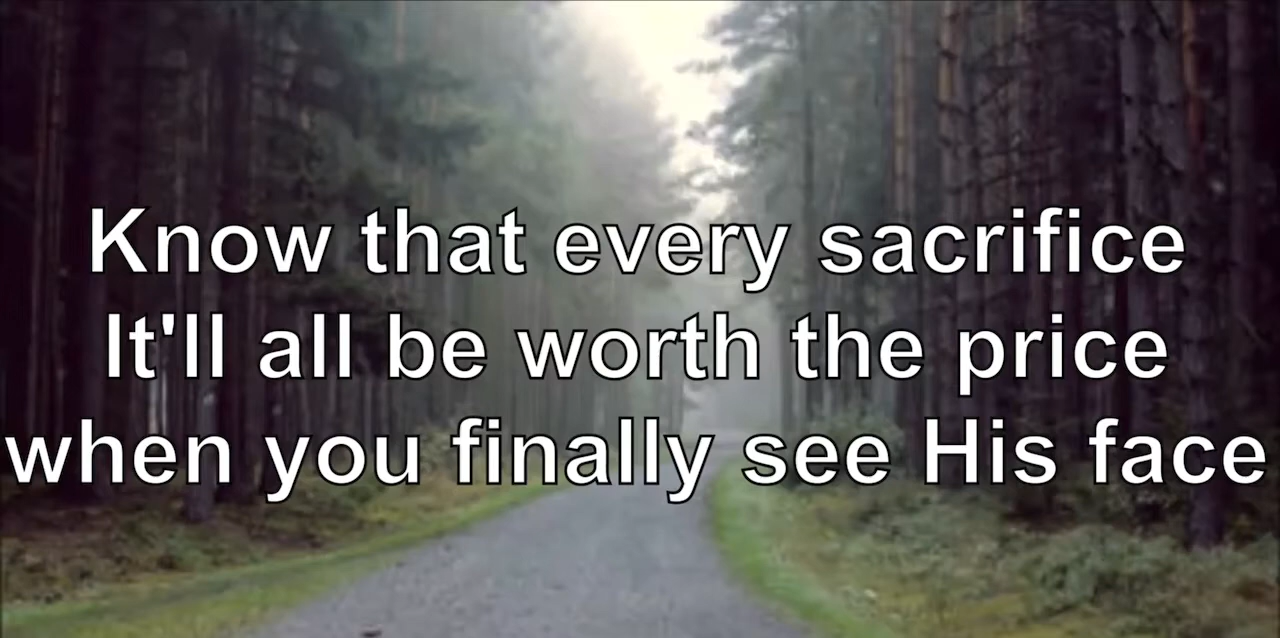 Know that every sacrifice
It'll all be worth the price
when you finally see His face